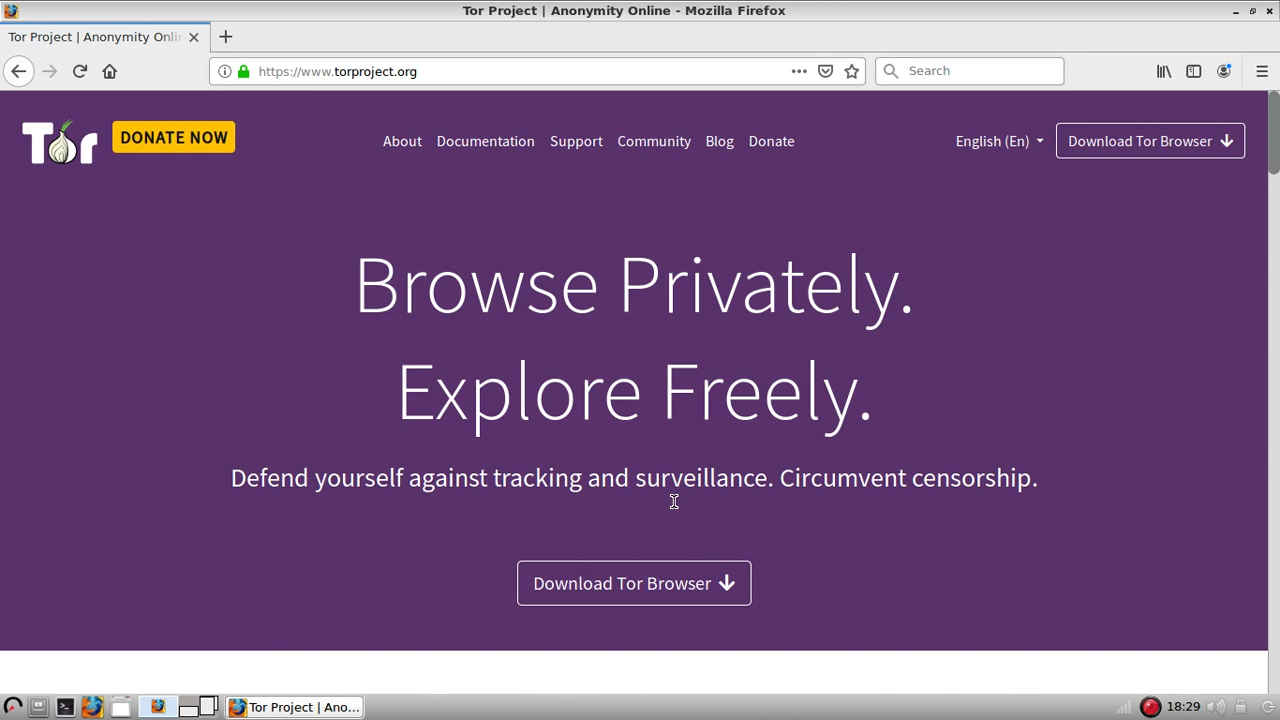 Tor Project | Anonymity Online - Mozilla Firefox
Tor Project | Anonymity Onlin
https://www.torproject.org
Search
Tor
DONATE NOW
About Documentation Support Community Blog Donate
English (En)
Download Tor Browser
Browse Privately.
Explore Freely.
Defend yourself against tracking and surveillance. Circumvent censorship.
Download Tor Browser
Tor Project | Ano...
18:29